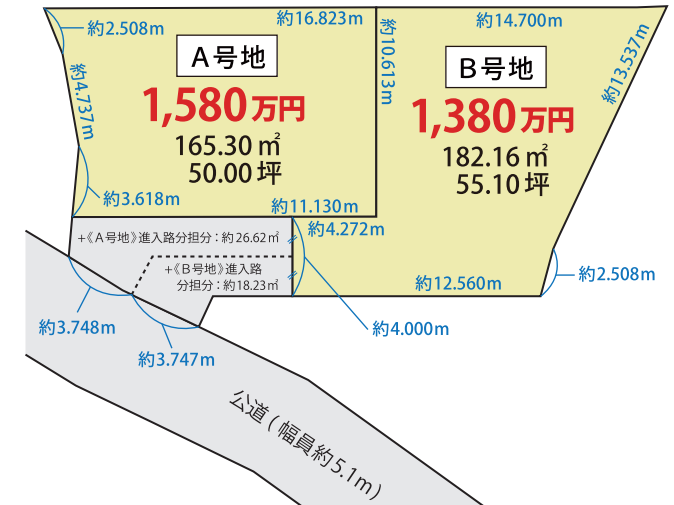 約2.508m
約16.823m
約14.700m
A号地
1,580万円
165.30㎡
50.00坪
約4.737m
約10.613m
B号地
1,380万円
182.16㎡
55.10坪
約13.537m
約3.618m
約11.130m
+《A号地》進入路分担分：約26.62㎡
約4.272m
+《B号地》進入路
分担分：約18.23㎡
約12.560m
約2.508m
約3.748m
約4.000m
約3.747m
公道(幅員約5.1m)